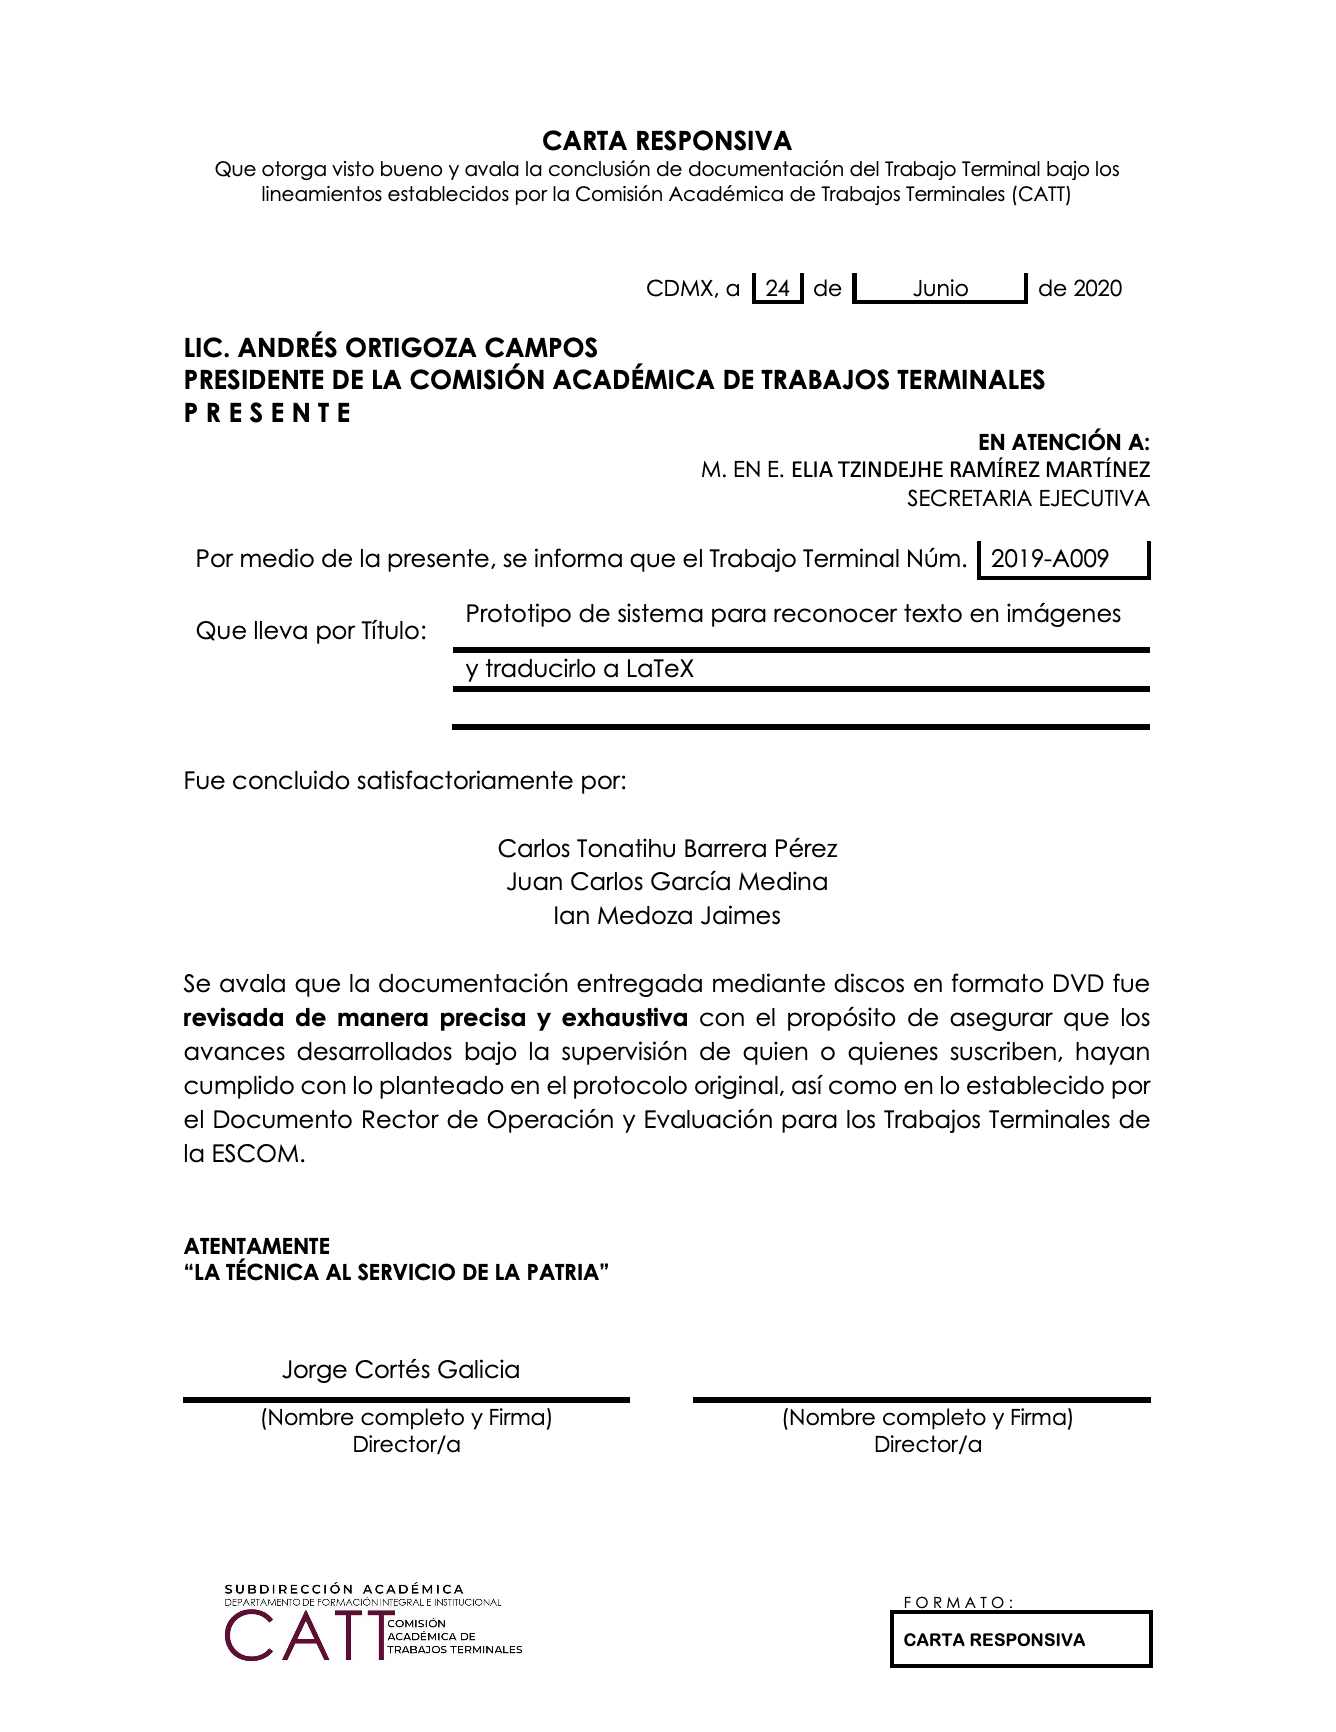 CARTA RESPONSIVA
Que otorga visto bueno y avala la conclusión de documentación del Trabajo Terminal bajo los
lineamientos establecidos por la Comisión Académica de Trabajos Terminales (CATT)
CDMX, a 24 de Junio de 2020
LIC. ANDRÉS ORTIGOZA CAMPOS
PRESIDENTE DE LA COMISIÓN ACADÉMICA DE TRABAJOS TERMINALES
P R E S E N T E
EN ATENCIÓN A:
M. EN E. ELIA TZINDEJHE RAMÍREZ MARTÍNEZ
SECRETARIA EJECUTIVA
Por medio de la presente, se informa que el Trabajo Terminal Núm. 2019-A009
Que lleva por Título: Prototipo de sistema para reconocer texto en imágenes
y traducirlo a LaTeX
Fue concluido satisfactoriamente por:
Carlos Tonatihu Barrera Pérez
Juan Carlos García Medina
Ian Medoza Jaimes
Se avala que la documentación entregada mediante discos en formato DVD fue
revisada de manera precisa y exhaustiva con el propósito de asegurar que los
avances desarrollados bajo la supervisión de quien o quienes suscriben, hayan
cumplido con lo planteado en el protocolo original, así como en lo establecido por
el Documento Rector de Operación y Evaluación para los Trabajos Terminales de
la ESCOM.
ATENTAMENTE
“LA TÉCNICA AL SERVICIO DE LA PATRIA”
Jorge Cortés Galicia
(Nombre completo y Firma) (Nombre completo y Firma)
Director/a Director/a
SUBDIRECCIÓN ACADÉMICA
DEPARTAMENTO DE FORMACIÓN INTEGRAL E INSTITUCIONAL
CATT
COMISIÓN
ACADÉMICA DE
TRABAJOS TERMINALES
FORMATO:
CARTA RESPONSIVA